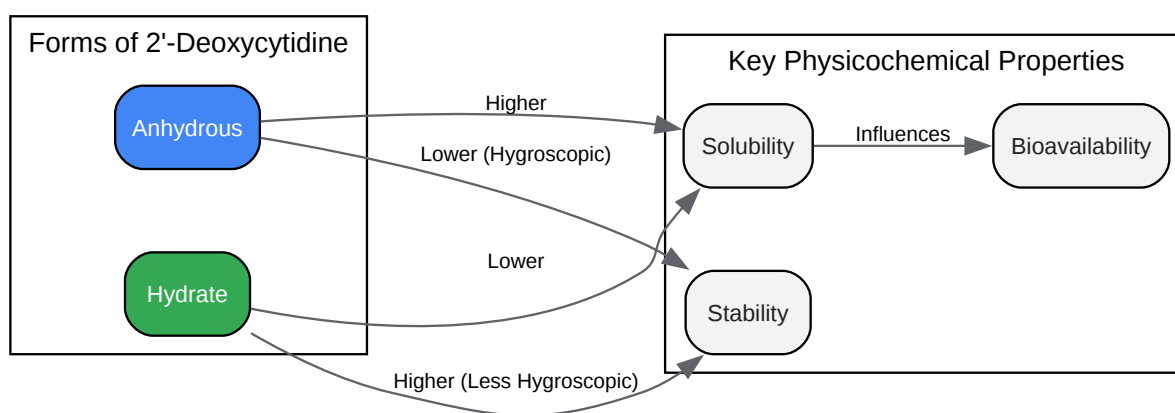 Forms of 2'-Deoxycytidine
Key Physicochemical Properties
Anhydrous
Higher
Solubility
Influences
Bioavailability
Lower (Hygroscopic)
Lower
Hydrate
Stability
Higher (Less Hygroscopic)